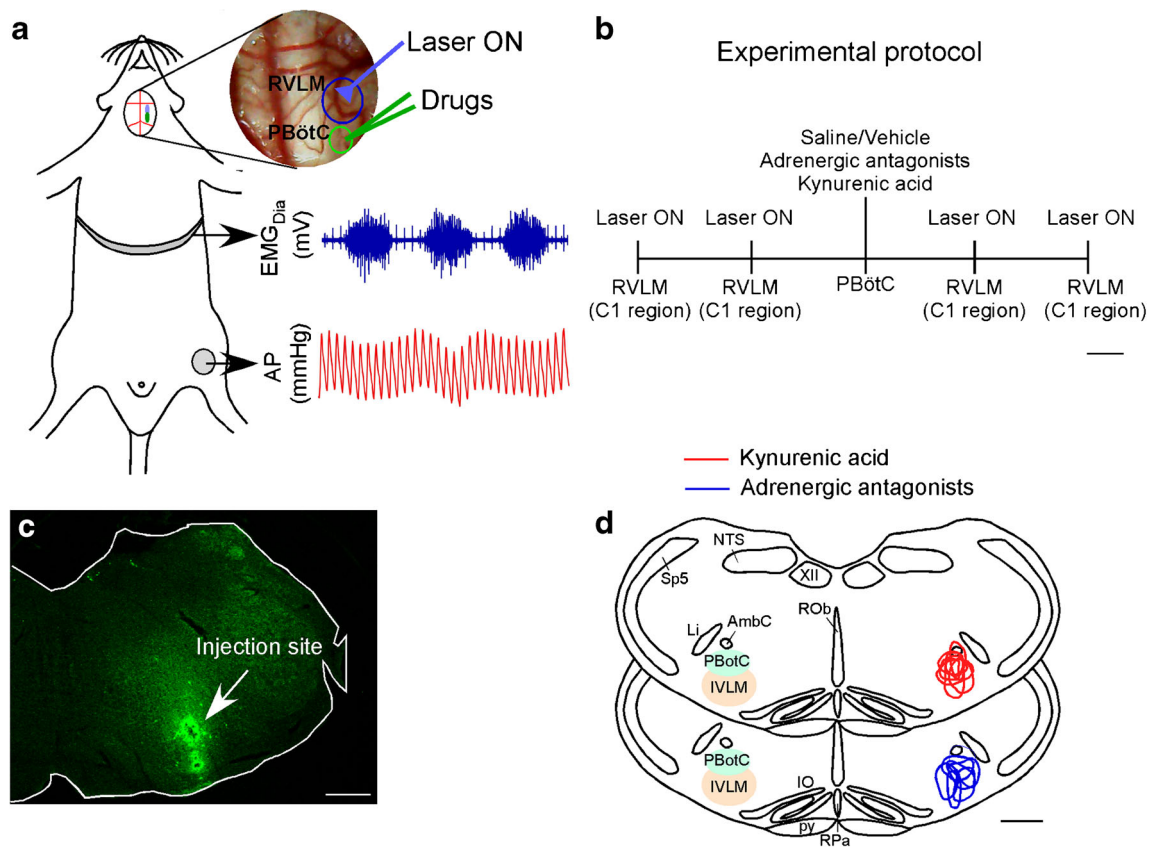 a
Laser ON
RVLM
Drugs
PBötC
EMGDia
(mV)
AP
(mmHg)
b
Experimental protocol
Saline/Vehicle
Adrenergic antagonists
Kynurenic acid
Laser ON
Laser ON
Laser ON
Laser ON
RVLM
(C1 region)
RVLM
(C1 region)
PBötC
RVLM
(C1 region)
RVLM
(C1 region)
c
Injection site
Kynurenic acid
Adrenergic antagonists
d
NTS
Sp5
XII
ROb
AmbC
Li
PBotC
IVLM
PBotC
IVLM
IO
py
RPa